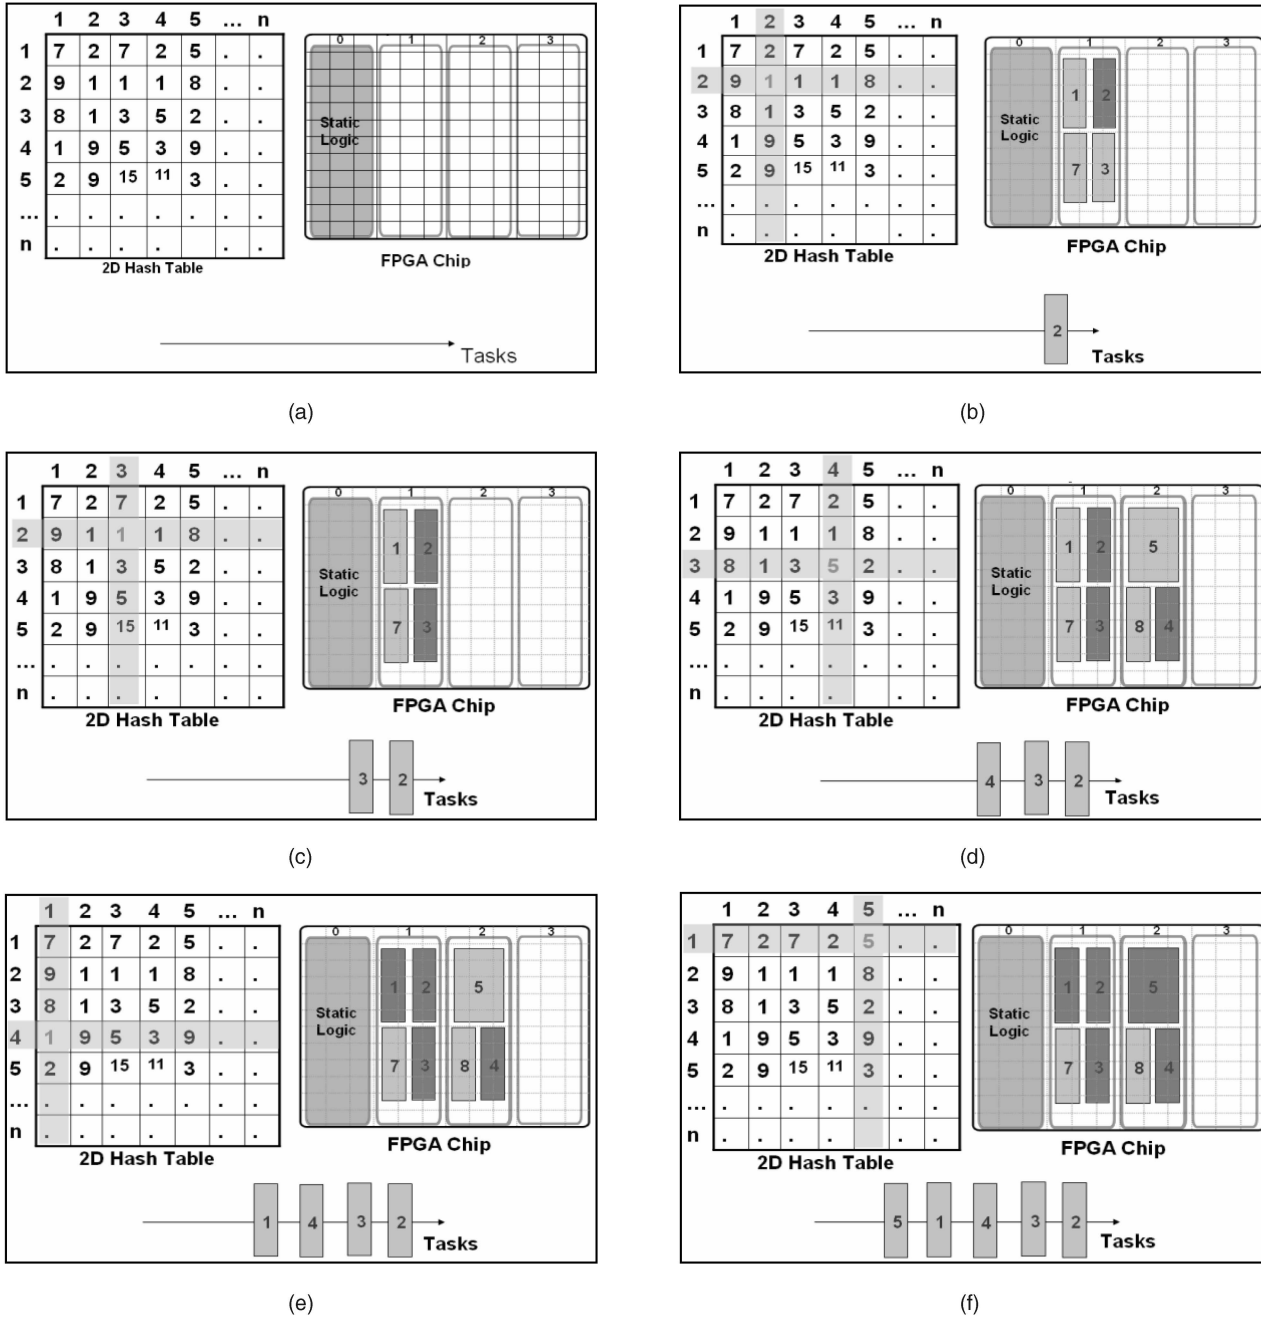 1 2 3 4 5 ... n
1 7 2 7 2 5 . .
2 9 1 1 1 8 . .
3 8 1 3 5 2 . .
4 1 9 5 3 9 . .
5 2 9 15 11 3 . .
... . . . . . . .
n . . . . . .
2D Hash Table
0 1 2 3
Static
Logic
FPGA Chip
Tasks
(a)
1 2 3 4 5 ... n
1 7 2 7 2 5 . .
2 9 1 1 1 8 . .
3 8 1 3 5 2 . .
4 1 9 5 3 9 . .
5 2 9 15 11 3 . .
... . . . . . . .
n . . . . . .
2D Hash Table
0 1 2 3
Static
Logic
1 2
7 3
FPGA Chip
2
Tasks
(b)
1 2 3 4 5 ... n
1 7 2 7 2 5 . .
2 9 1 1 1 8 . .
3 8 1 3 5 2 . .
4 1 9 5 3 9 . .
5 2 9 15 11 3 . .
... . . . . . . .
n . . . . . .
2D Hash Table
0 1 2 3
Static
Logic
1 2
7 3
FPGA Chip
3 2
Tasks
(c)
1 2 3 4 5 ... n
1 7 2 7 2 5 . .
2 9 1 1 1 8 . .
3 8 1 3 5 2 . .
4 1 9 5 3 9 . .
5 2 9 15 11 3 . .
... . . . . . . .
n . . . . . .
2D Hash Table
0 1 2 3
Static
Logic
1 2 5
7 3 8 4
FPGA Chip
4 3 2
Tasks
(d)
1 2 3 4 5 ... n
1 7 2 7 2 5 . .
2 9 1 1 1 8 . .
3 8 1 3 5 2 . .
4 1 9 5 3 9 . .
5 2 9 15 11 3 . .
... . . . . . . .
n . . . . . . .
2D Hash Table
0 1 2 3
Static
Logic
1 2 5
7 3 8 4
FPGA Chip
1 4 3 2
Tasks
(e)
1 2 3 4 5 ... n
1 7 2 7 2 5 . .
2 9 1 1 1 8 . .
3 8 1 3 5 2 . .
4 1 9 5 3 9 . .
5 2 9 15 11 3 . .
... . . . . . . .
n . . . . . .
2D Hash Table
0 1 2 3
Static
Logic
1 2 5
7 3 8 4
FPGA Chip
5 1 4 3 2
Tasks
(f)